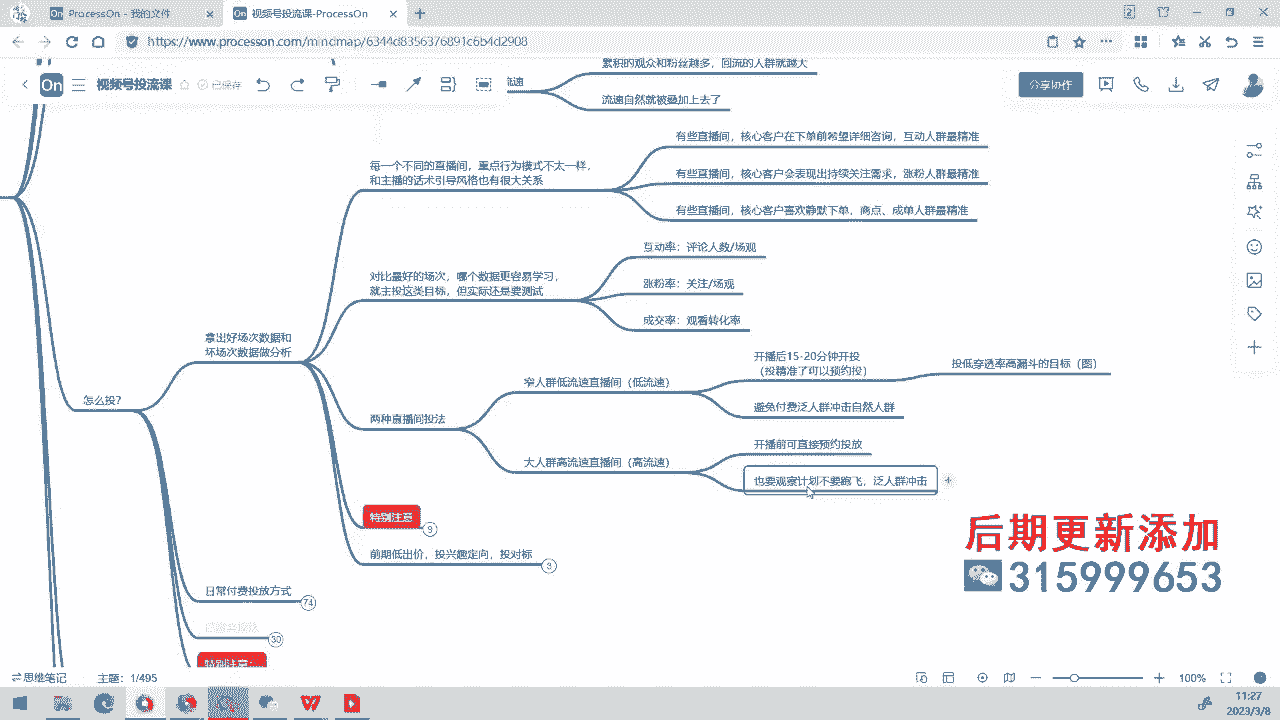 ProcessOn - 我的文件
视频号投流课-ProcessOn
https://www.processon.com/mindmap/6344d8356376891c6b4d2908
On
视频号投流课
已保存
分享协作
流速
累积的观众和粉丝越多，回流的人群就越大
流速自然就被叠加上去了
怎么投？
拿出好场次数据和
坏场次数据做分析
每一个不同的直播间，重点行为模式不太一样，
和主播的话术引导风格也有很大关系
有些直播间，核心客户在下单前希望详细咨询，互动人群最精准
有些直播间，核心客户会表现出持续关注需求，涨粉人群最精准
有些直播间，核心客户喜欢静默下单，商点、成单人群最精准
对比最好的场次，哪个数据更容易学习，
就主投这类目标，但实际还是要测试
互动率：评论人数/场观
涨粉率：关注/场观
成交率：观看转化率
两种直播间投法
窄人群低流速直播间（低流速）
开播后15-20分钟开投
（投精准了可以预约投）
投低穿透率高漏斗的目标（图）
避免付费泛人群冲击自然人群
大人群高流速直播间（高流速）
开播前可直接预约投放
也要观察计划不要跑飞，泛人群冲击
特别注意
9
前期低出价，投兴趣定向，投对标
3
日常付费投放方式
74
30
特别注意
后期更新添加
315999653
思维笔记
主题：1/495
100%
11:27
2023/3/8